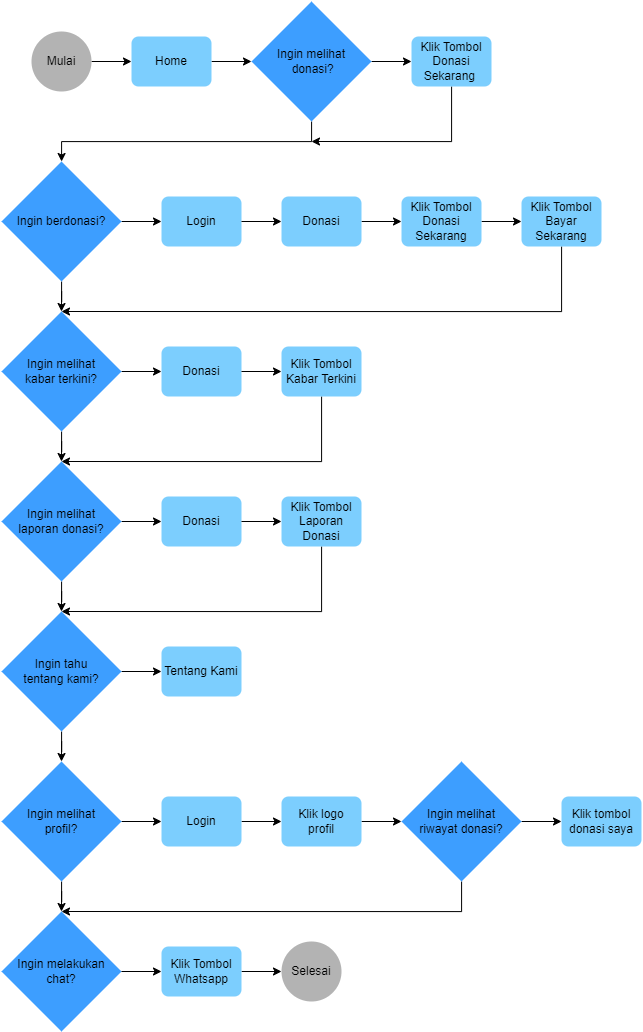 Mulai
Home
Ingin melihat
donasi?
Klik Tombol
Donasi
Sekarang
Ingin berdonasi?
Login
Donasi
Klik Tombol
Donasi
Sekarang
Klik Tombol
Bayar
Sekarang
Ingin melihat
kabar terkini?
Donasi
Klik Tombol
Kabar Terkini
Ingin melihat
laporan donasi?
Donasi
Klik Tombol
Laporan
Donasi
Ingin tahu
tentang kami?
Tentang Kami
Ingin melihat
profil?
Login
Klik logo
profil
Ingin melihat
riwayat donasi?
Klik tombol
donasi saya
Ingin melakukan
chat?
Klik Tombol
Whatsapp
Selesai